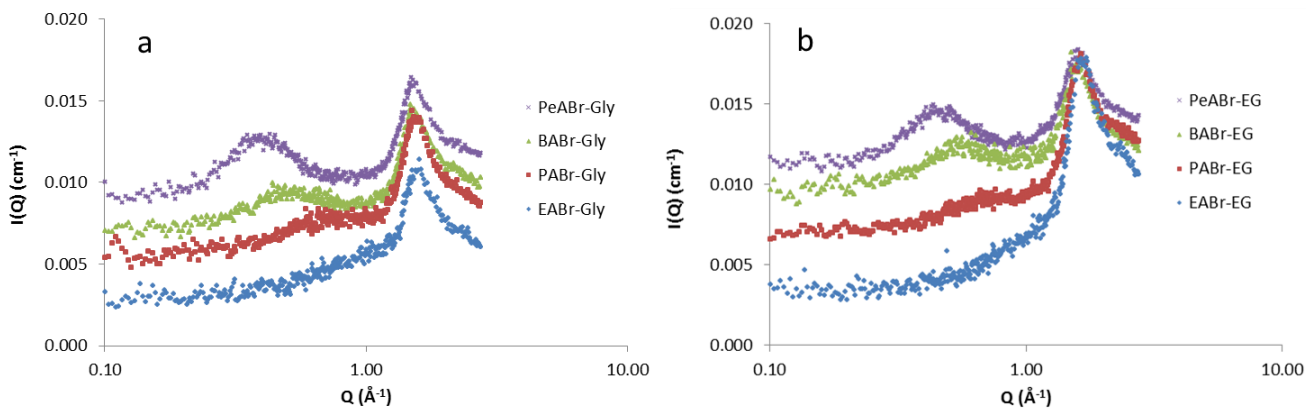 a
0.020
0.015
0.010
0.005
0.000
I(Q) (cm-1)
0.10
1.00
10.00
Q (Å-1)
PeABr-Gly
BABr-Gly
PABr-Gly
EABr-Gly
b
0.020
0.015
0.010
0.005
0.000
I(Q) (cm-1)
0.10
1.00
10.00
Q (Å-1)
PeABr-EG
BABr-EG
PABr-EG
EABr-EG